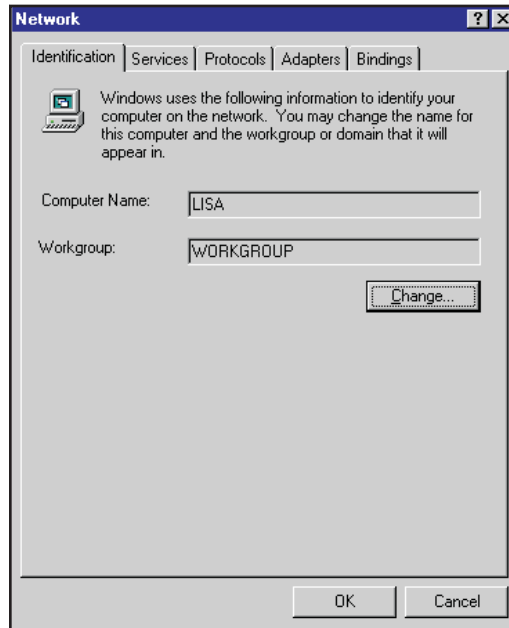 Network
Identification Services Protocols Adapters Bindings
Windows uses the following information to identify your
computer on the network. You may change the name for
this computer and the workgroup or domain that it will
appear in.
Computer Name: LISA
Workgroup: WORKGROUP
Change...
OK Cancel